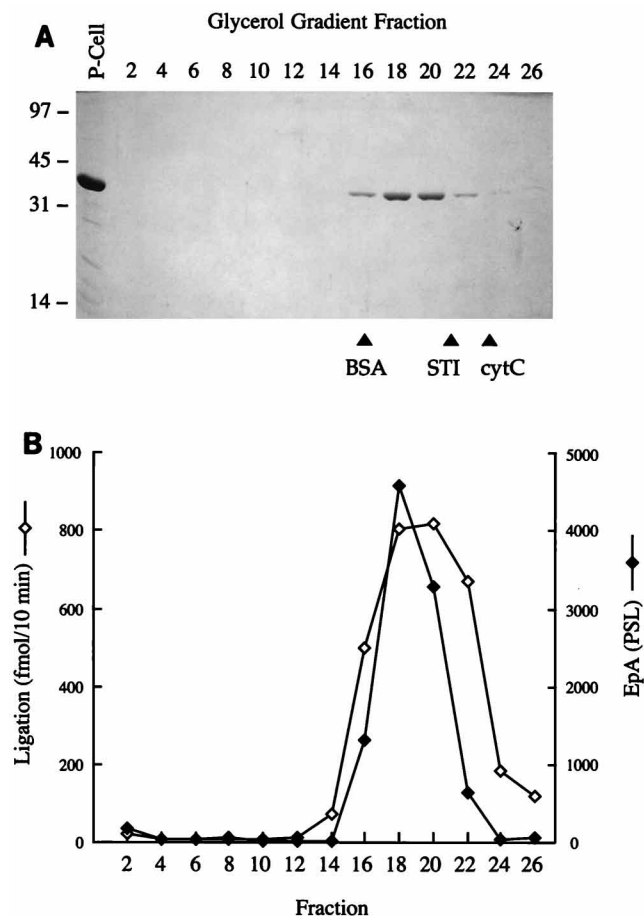 A
Glycerol Gradient Fraction
P-Cell 2 4 6 8 10 12 14 16 18 20 22 24 26
97 –
45 –
31 –
14 –
BSA STI cytC
B
Ligation (fmol/10 min)
1000
800
600
400
200
0
5000
4000
3000
2000
1000
0
EpA (PSL)
2 4 6 8 10 12 14 16 18 20 22 24 26
Fraction